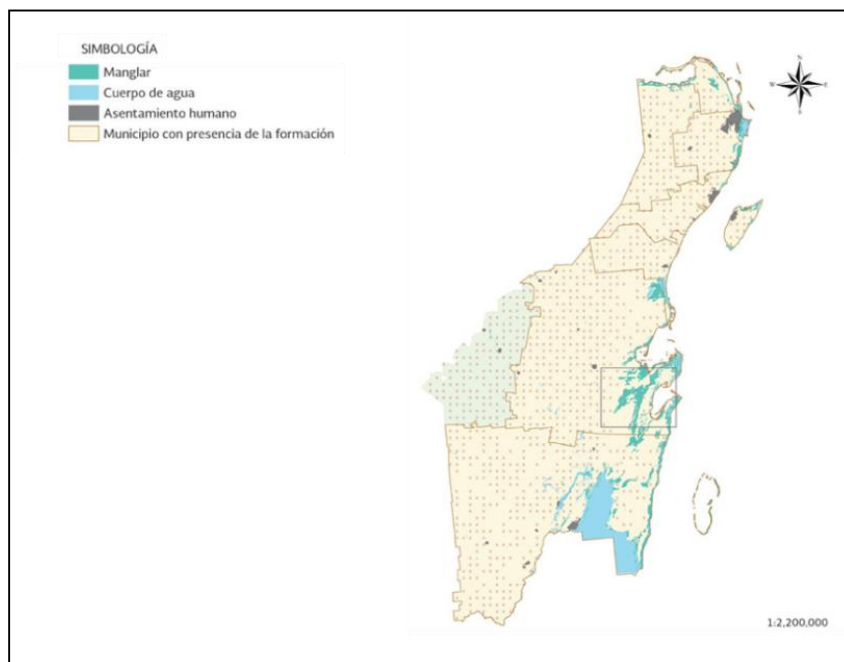 SIMBOLOGÍA
Manglar
Cuerpo de agua
Asentamiento humano
Municipio con presencia de la formación
N
W
E
S
1:2,200,000